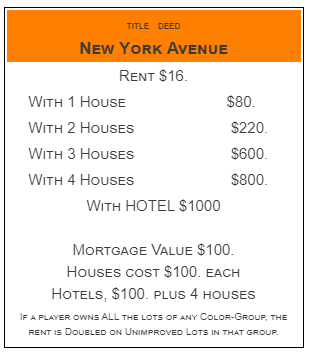 TITLE DEED
NEW YORK AVENUE
RENT $16.
WITH 1 HOUSE $80.
WITH 2 HOUSES $220.
WITH 3 HOUSES $600.
WITH 4 HOUSES $800.
WITH HOTEL $1000
MORTGAGE VALUE $100.
HOUSES COST $100. EACH
HOTELS, $100. PLUS 4 HOUSES
IF A PLAYER OWNS ALL THE LOTS OF ANY COLOR-GROUP, THE
RENT IS DOUBLED ON UNIMPROVED LOTS IN THAT GROUP.